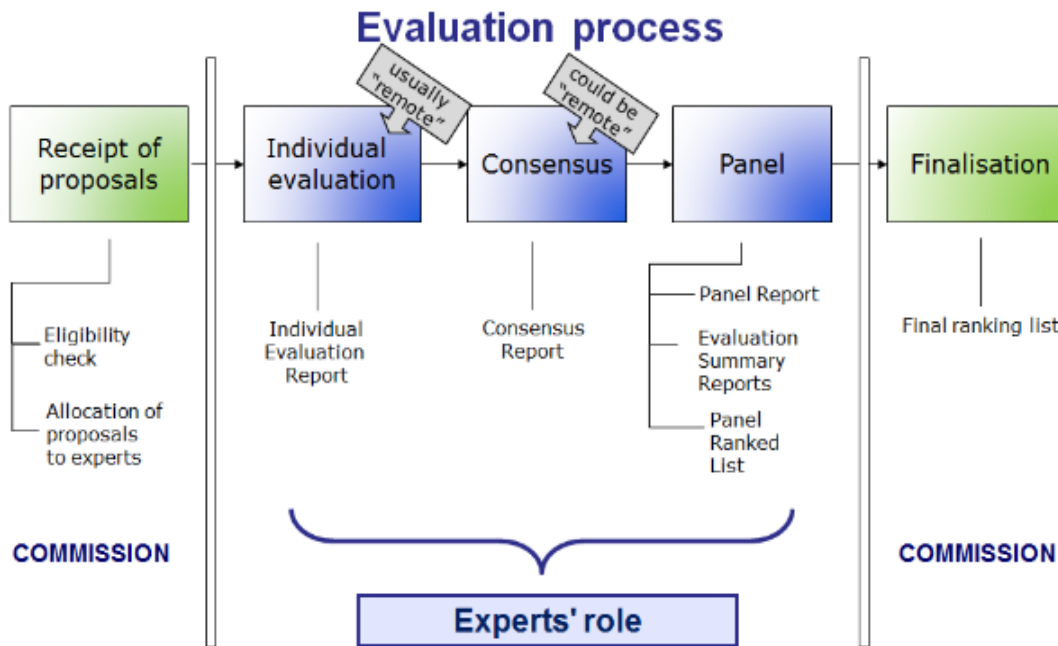 Evaluation process
usually
"remote"
could be
"remote"
Receipt of
proposals
Individual
evaluation
Consensus
Panel
Finalisation
Eligibility
check
Allocation of
proposals
to experts
Individual
Evaluation
Report
Consensus
Report
Panel Report
Evaluation
Summary
Reports
Panel
Ranked
List
Final ranking list
COMMISSION
COMMISSION
Experts' role